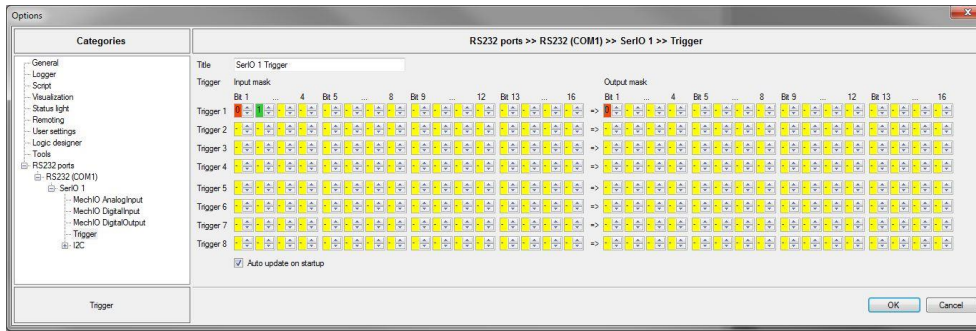 Options
Categories
RS232 ports >> RS232 (COM1) >> SerIO 1 >> Trigger
General
Logger
Script
Visualization
Status light
Remoting
User settings
Logic designer
Tools
RS232 ports
RS232 (COM1)
SerIO 1
MechIO AnalogInput
MechIO DigitalInput
MechIO DigitalOutput
Trigger
I2C
Trigger
Title SerIO 1 Trigger
Trigger Input mask Output mask
Bit 1 ... 4 Bit 5 ... 8 Bit 9 ... 12 Bit 13 ... 16 Bit 1 ... 4 Bit 5 ... 8 Bit 9 ... 12 Bit 13 ... 16
Trigger 1 0 1 - - - - - - - - - - - - - - => 0 - - - - - - - - - - - - - - -
Trigger 2 - - - - - - - - - - - - - - - - => - - - - - - - - - - - - - - - -
Trigger 3 - - - - - - - - - - - - - - - - => - - - - - - - - - - - - - - - -
Trigger 4 - - - - - - - - - - - - - - - - => - - - - - - - - - - - - - - - -
Trigger 5 - - - - - - - - - - - - - - - - => - - - - - - - - - - - - - - - -
Trigger 6 - - - - - - - - - - - - - - - - => - - - - - - - - - - - - - - - -
Trigger 7 - - - - - - - - - - - - - - - - => - - - - - - - - - - - - - - - -
Trigger 8 - - - - - - - - - - - - - - - - => - - - - - - - - - - - - - - - -
Auto update on startup
OK Cancel